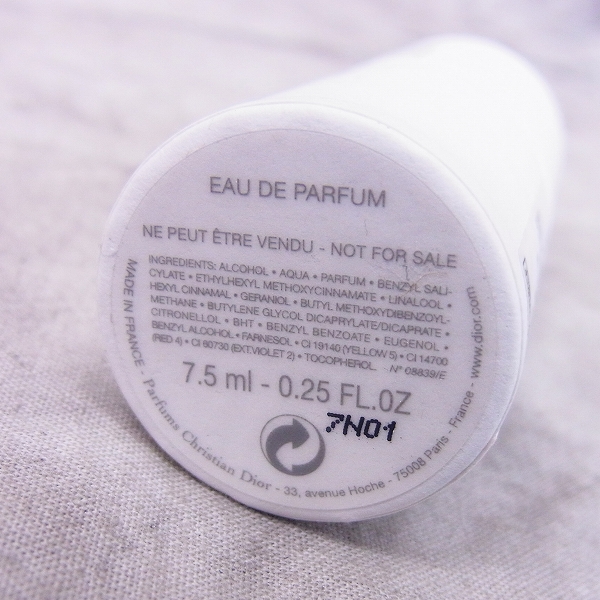 EAU DE PARFUM
NE PEUT ÊTRE VENDU - NOT FOR SALE
INGREDIENTS: ALCOHOL • AQUA • PARFUM • BENZYL SALI-
CYLATE • ETHYLHEXYL METHOXYCINNAMATE • LINALOOL •
HEXYL CINNAMAL • GERANIOL • BUTYL METHOXYDIBENZOYL-
METHANE • BUTYLENE GLYCOL DICAPRYLATE/DICAPRATE •
CITRONELLOL • BHT • BENZYL BENZOATE • EUGENOL •
BENZYL ALCOHOL • FARNESOL • CI 19140 (YELLOW 5) • CI 14700
(RED 4) • CI 60730 (EXT.VIOLET 2) • TOCOPHEROL. N° 08839/E
7.5 ml - 0.25 FL.OZ
7N01
MADE IN FRANCE - Parfums Christian Dior - 33, avenue Hoche - 75008 Paris - France - www.dior.com